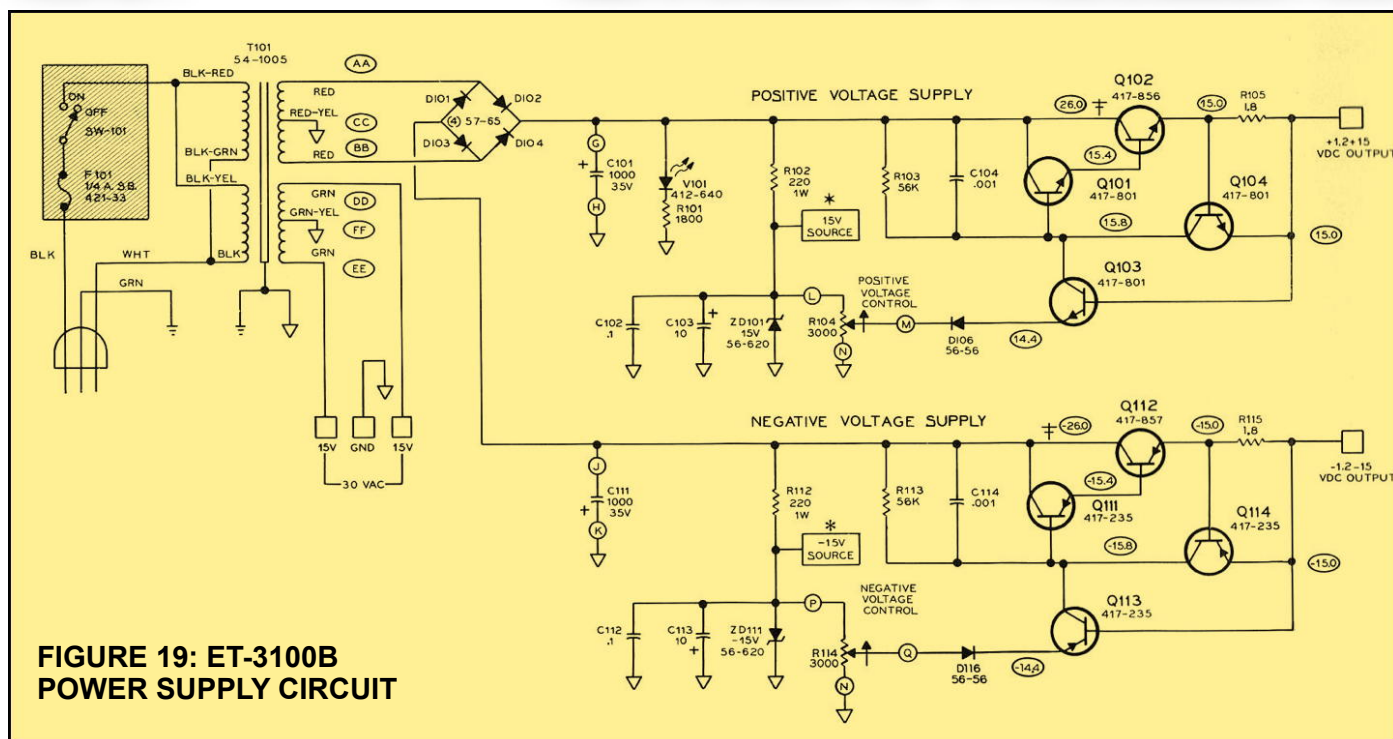 T101
54-1005
BLK-RED
ON
OFF
SW-101
F101
1/4 A. S.B.
421-33
BLK-GRN
BLK-YEL
BLK
WHT
BLK
GRN
RED
RED-YEL
RED
GRN
GRN-YEL
GRN
AA
CC
BB
DD
FF
EE
15V
GND
15V
30 VAC
D101
D102
(4) 57-65
D103
D104
POSITIVE VOLTAGE SUPPLY
G
+
C101
1000
35V
H
V101
412-640
R101
1800
R102
220
1W
*
15V
SOURCE
R103
56K
C104
.001
26.0
Q102
417-856
15.0
R105
1.8
+1.2+15
VDC OUTPUT
15.4
Q101
417-801
Q104
417-801
15.8
15.0
Q103
417-801
POSITIVE
VOLTAGE
CONTROL
C102
.1
C103
10
+
ZD101
15V
56-620
L
R104
3000
N
M
D106
56-56
14.4
NEGATIVE VOLTAGE SUPPLY
J
C111
1000
35V
+
K
R112
220
1W
*
-15V
SOURCE
R113
56K
C114
.001
-26.0
Q112
417-857
-15.0
R115
1.8
-1.2-15
VDC OUTPUT
-15.4
Q111
417-235
Q114
417-235
-15.8
-15.0
Q113
417-235
NEGATIVE
VOLTAGE
CONTROL
C112
.1
C113
10
+
ZD111
-15V
56-620
P
R114
3000
N
Q
D116
56-56
-14.4
FIGURE 19: ET-3100B
POWER SUPPLY CIRCUIT